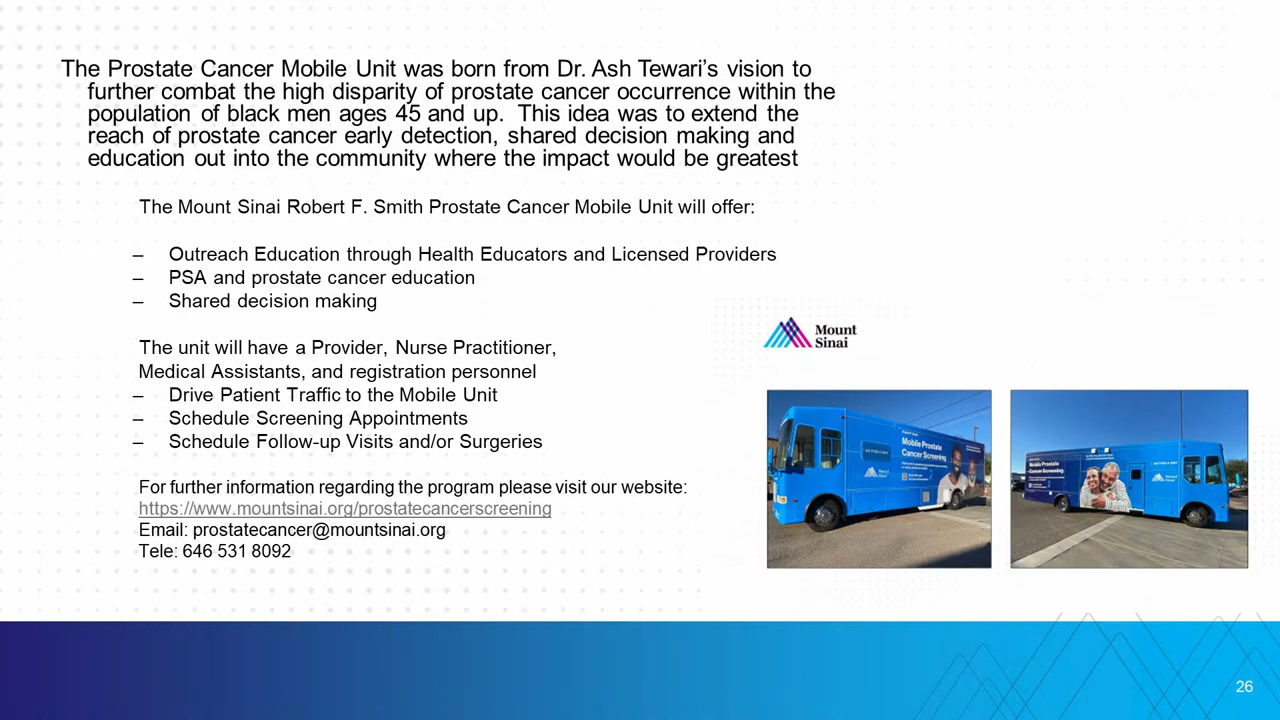 The Prostate Cancer Mobile Unit was born from Dr. Ash Tewari’s vision to
further combat the high disparity of prostate cancer occurrence within the
population of black men ages 45 and up.  This idea was to extend the
reach of prostate cancer early detection, shared decision making and
education out into the community where the impact would be greatest
The Mount Sinai Robert F. Smith Prostate Cancer Mobile Unit will offer:
– Outreach Education through Health Educators and Licensed Providers
– PSA and prostate cancer education
– Shared decision making
The unit will have a Provider, Nurse Practitioner,
Medical Assistants, and registration personnel
– Drive Patient Traffic to the Mobile Unit
– Schedule Screening Appointments
– Schedule Follow-up Visits and/or Surgeries
For further information regarding the program please visit our website:
https://www.mountsinai.org/prostatecancerscreening
Email: prostatecancer@mountsinai.org
Tele: 646 531 8092
Mount
Sinai
Mobile Prostate
Cancer Screening
Mount
Sinai
Mobile Prostate
Cancer Screening
Mount
Sinai
26